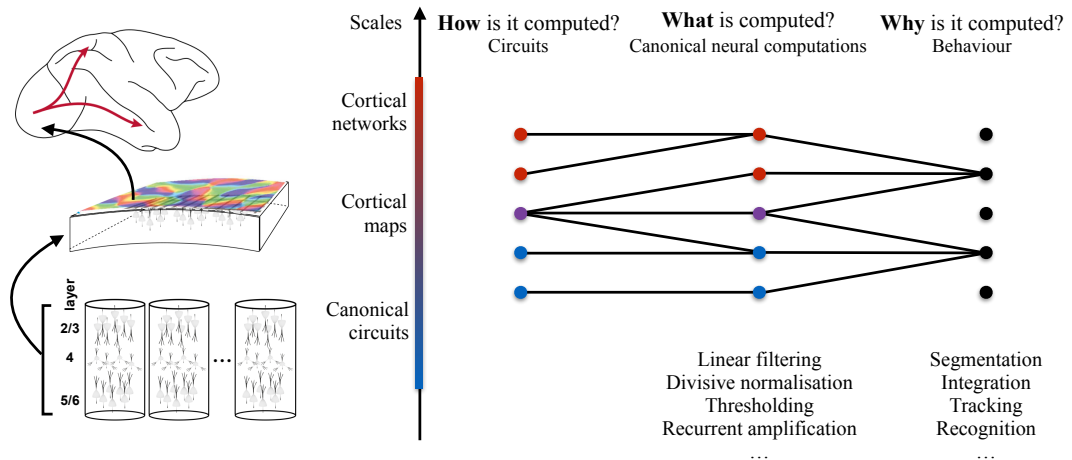 Scales
How is it computed?
Circuits
What is computed?
Canonical neural computations
Why is it computed?
Behaviour
Cortical
networks
Cortical
maps
Canonical
circuits
layer
2/3
4
5/6
...
Linear filtering
Divisive normalisation
Thresholding
Recurrent amplification
...
Segmentation
Integration
Tracking
Recognition
...